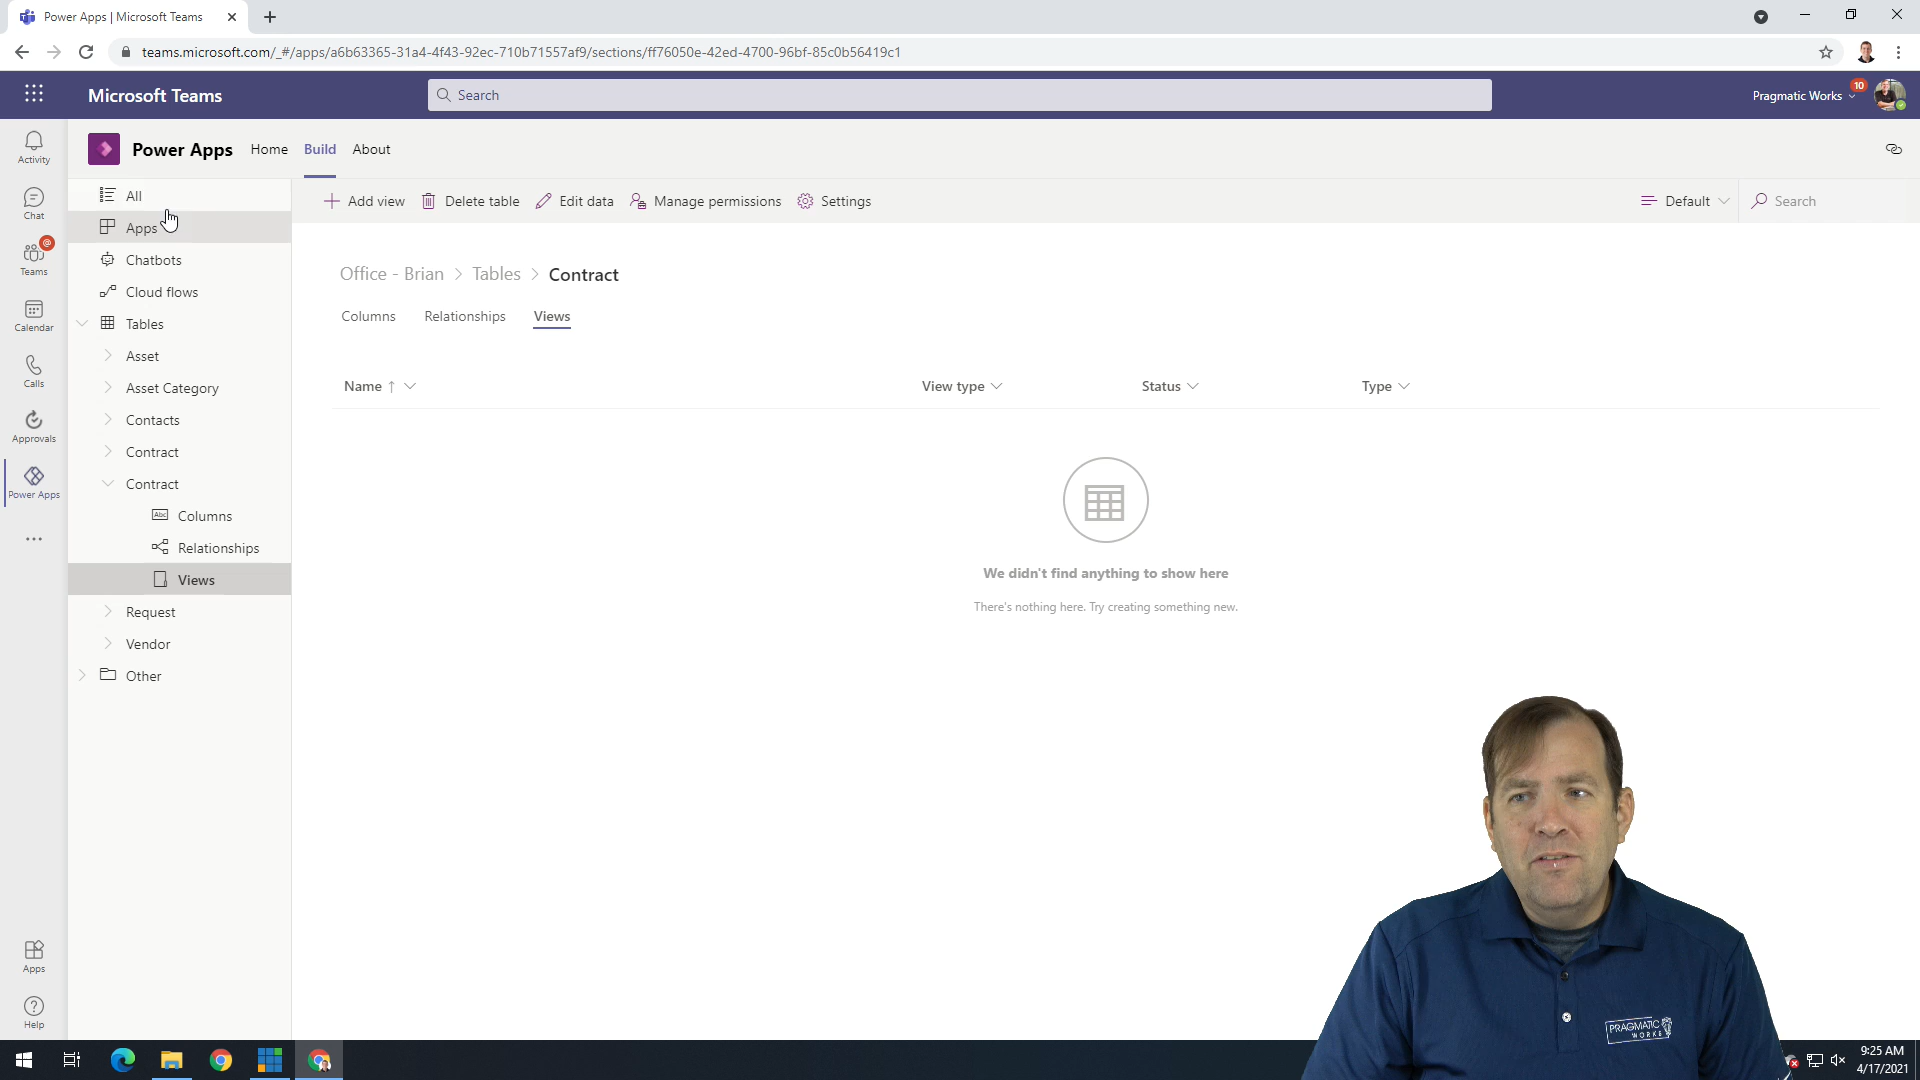 Power Apps | Microsoft Teams
teams.microsoft.com/_#/apps/a6b63365-31a4-4f43-92ec-710b71557af9/sections/ff76050e-42ed-4700-96bf-85c0b56419c1
Microsoft Teams
Search
Pragmatic Works
10
Activity
Chat
Teams
Calendar
Calls
Approvals
Power Apps
Apps
Help
Power Apps
Home
Build
About
All
Apps
Chatbots
Cloud flows
Tables
Asset
Asset Category
Contacts
Contract
Contract
Abc Columns
Relationships
Views
Request
Vendor
Other
Add view
Delete table
Edit data
Manage permissions
Settings
Default
Search
Office - Brian > Tables > Contract
Columns
Relationships
Views
Name
View type
Status
Type
We didn't find anything to show here
There's nothing here. Try creating something new.
PRAGMATIC
WORKS
9:25 AM
4/17/2021